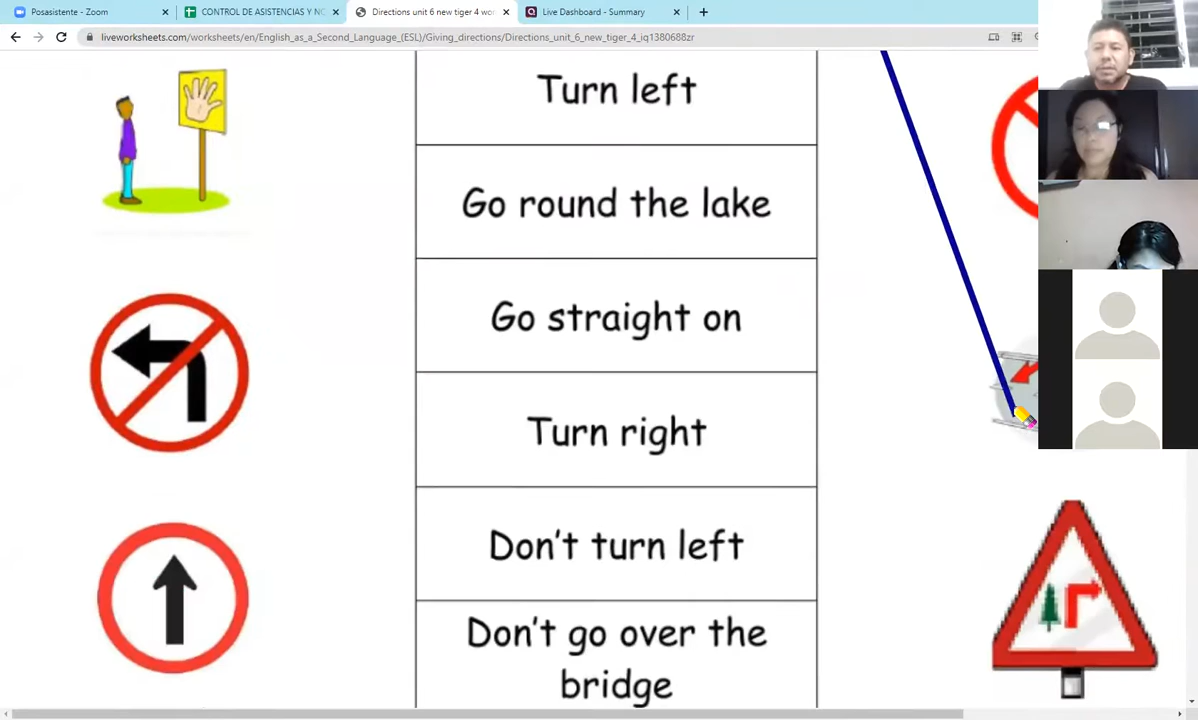 Posasistente - Zoom
CONTROL DE ASISTENCIAS Y NO
Directions unit 6 new tiger 4 wor
Live Dashboard - Summary
liveworksheets.com/worksheets/en/English_as_a_Second_Language_(ESL)/Giving_directions/Directions_unit_6_new_tiger_4_iq1380688zr
Turn left
Go round the lake
Go straight on
Turn right
Don't turn left
Don't go over the
bridge